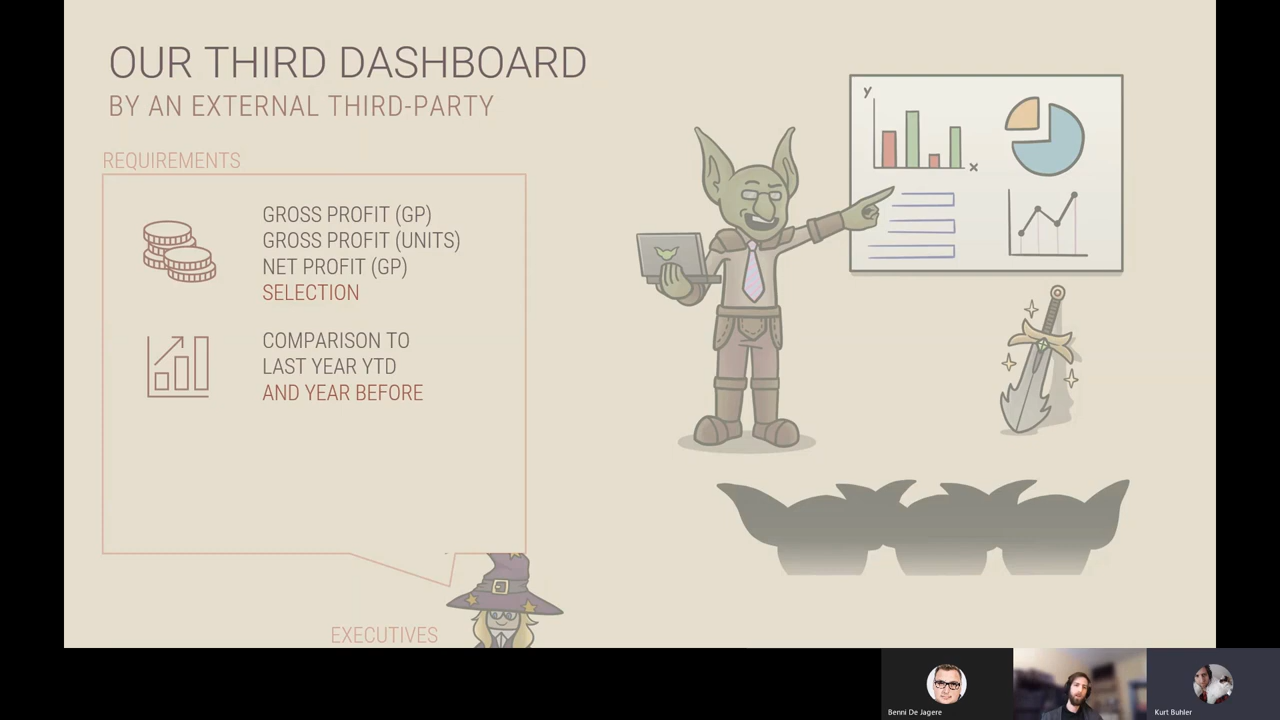 OUR THIRD DASHBOARD
BY AN EXTERNAL THIRD-PARTY
REQUIREMENTS
GROSS PROFIT (GP)
GROSS PROFIT (UNITS)
NET PROFIT (GP)
SELECTION
COMPARISON TO
LAST YEAR YTD
AND YEAR BEFORE
EXECUTIVES
y
x
Benni De Jagere
Kurt Buhler